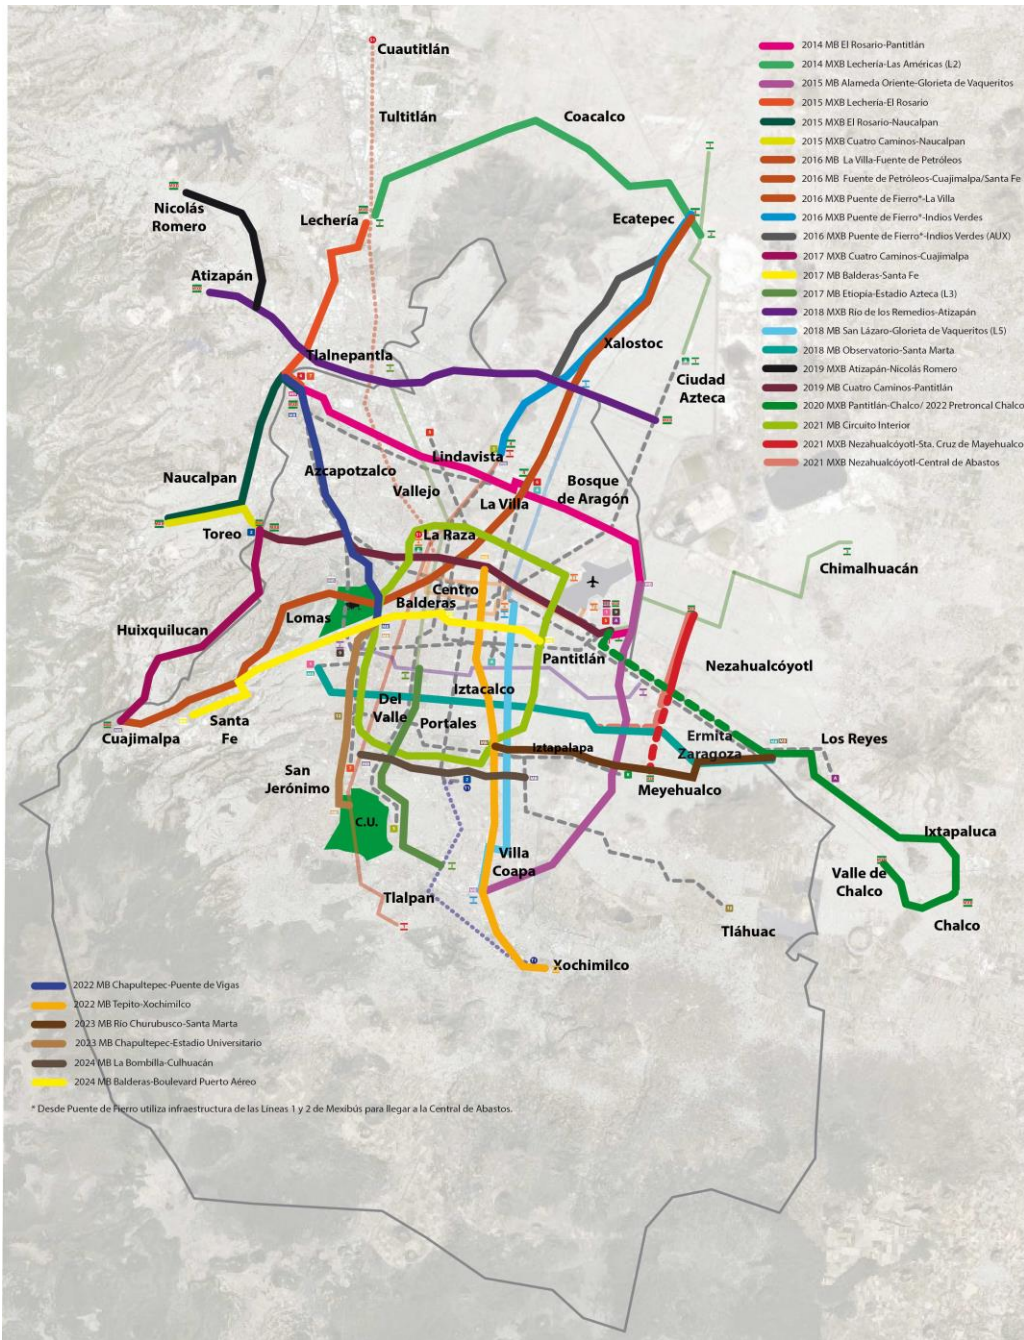 Cuautitlán
Tultitlán
Coacalco
Nicolás
Romero
Lechería
Ecatepec
Atizapán
Tlalnepantla
Xalostoc
Ciudad
Azteca
Naucalpan
Azcapotzalco
Lindavista
Vallejo
La Villa
Bosque
de Aragón
Toreo
La Raza
Chimalhuacán
Centro
Balderas
Lomas
Huixquilucan
Pantitlán
Nezahualcóyotl
Iztacalco
Del
Valle
Portales
Santa
Fe
Cuajimalpa
Iztapalapa
Ermita
Zaragoza
Los Reyes
San
Jerónimo
Meyehualco
C.U.
Ixtapaluca
Villa
Coapa
Valle de
Chalco
Tlalpan
Tláhuac
Chalco
Xochimilco
2014 MB El Rosario-Pantitlán
2014 MXB Lechería-Las Américas (L2)
2015 MB Alameda Oriente-Glorieta de Vaqueritos
2015 MXB Lechería-El Rosario
2015 MXB El Rosario-Naucalpan
2015 MXB Cuatro Caminos-Naucalpan
2016 MB La Villa-Fuente de Petróleos
2016 MB Fuente de Petróleos-Cuajimalpa/Santa Fe
2016 MXB Puente de Fierro*-La Villa
2016 MXB Puente de Fierro*-Indios Verdes
2016 MXB Puente de Fierro*-Indios Verdes (AUX)
2017 MXB Cuatro Caminos-Cuajimalpa
2017 MB Balderas-Santa Fe
2017 MB Etiopía-Estadio Azteca (L3)
2018 MXB Río de los Remedios-Atizapán
2018 MB San Lázaro-Glorieta de Vaqueritos (L5)
2018 MB Observatorio-Santa Marta
2019 MXB Atizapán-Nicolás Romero
2019 MB Cuatro Caminos-Pantitlán
2020 MXB Pantitlán-Chalco/ 2022 Pretroncal Chalco
2021 MB Circuito Interior
2021 MXB Nezahualcóyotl-Sta. Cruz de Mayehualco
2021 MXB Nezahualcóyotl-Central de Abastos
2022 MB Chapultepec-Puente de Vigas
2022 MB Tepito-Xochimilco
2023 MB Río Churubusco-Santa Marta
2023 MB Chapultepec-Estadio Universitario
2024 MB La Bombilla-Culhuacán
2024 MB Balderas-Boulevard Puerto Aéreo
* Desde Puente de Fierro utiliza infraestructura de las Líneas 1 y 2 de Mexibús para llegar a la Central de Abastos.